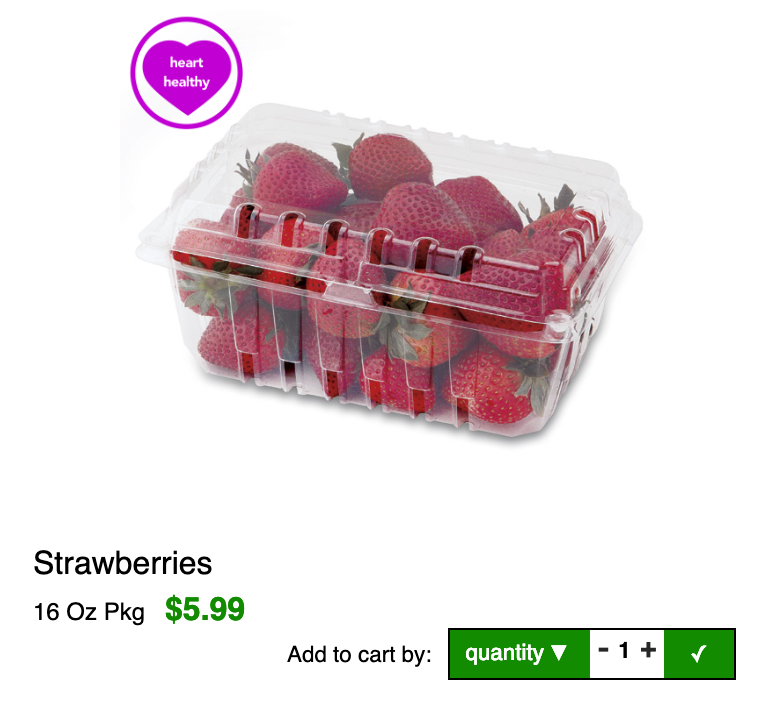 heart
healthy
Strawberries
16 Oz Pkg $5.99
Add to cart by: quantity ▼ - 1 + ✓